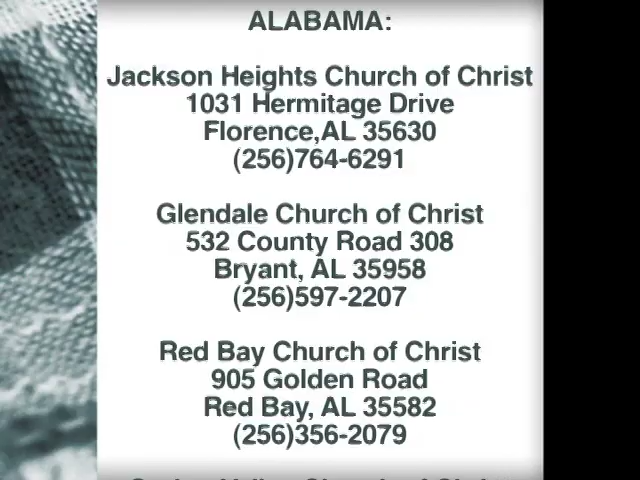 ALABAMA:
Jackson Heights Church of Christ
1031 Hermitage Drive
Florence,AL 35630
(256)764-6291
Glendale Church of Christ
532 County Road 308
Bryant, AL 35958
(256)597-2207
Red Bay Church of Christ
905 Golden Road
Red Bay, AL 35582
(256)356-2079